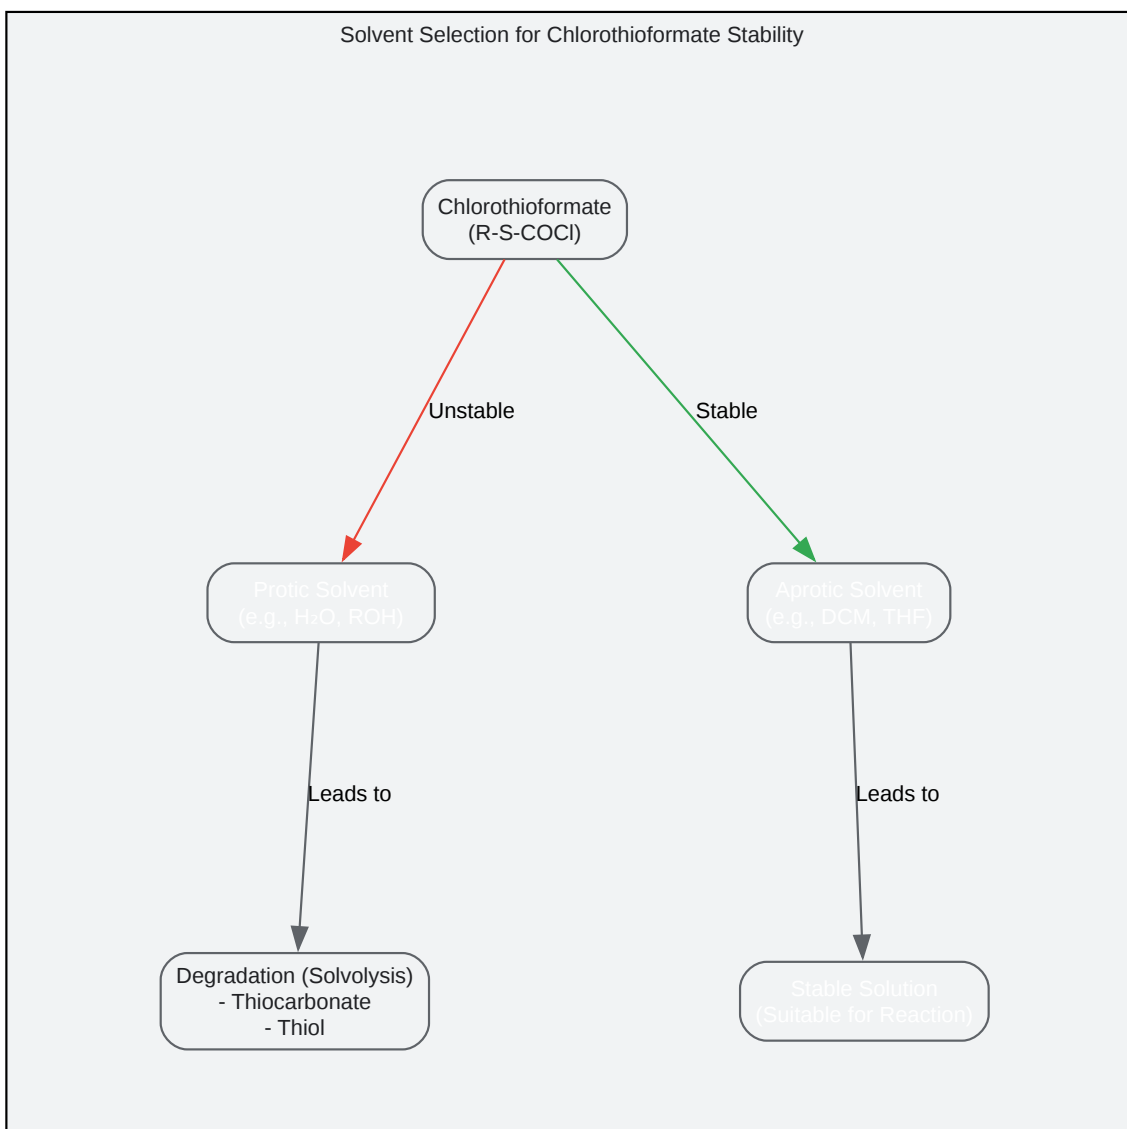 Solvent Selection for Chlorothioformate Stability
Chlorothioformate
(R-S-COCl)
Unstable
Stable
Protic Solvent
(e.g., H₂O, ROH)
Aprotic Solvent
(e.g., DCM, THF)
Leads to
Leads to
Degradation (Solvolysis)
- Thiocarbonate
- Thiol
Stable Solution
(Suitable for Reaction)